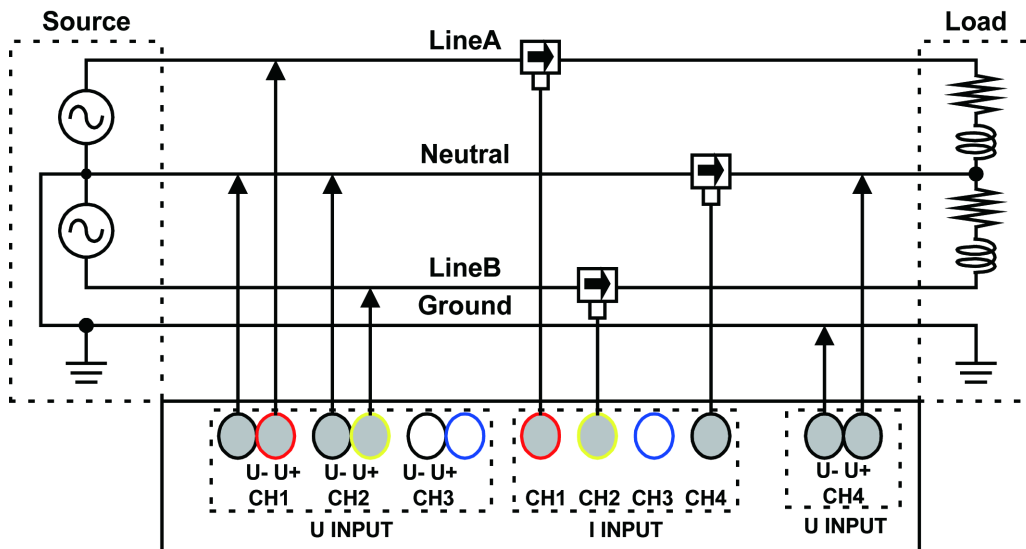 Source
Load
LineA
Neutral
LineB
Ground
U- U+ U- U+ U- U+
CH1 CH2 CH3
U INPUT
CH1 CH2 CH3 CH4
I INPUT
U- U+
CH4
U INPUT